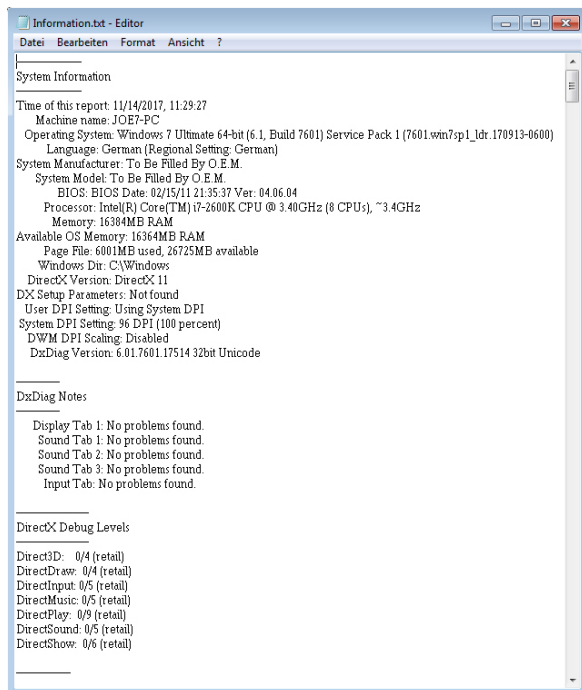 Information.txt - Editor
Datei Bearbeiten Format Ansicht ?
System Information
Time of this report: 11/14/2017, 11:29:27
Machine name: JOE7-PC
Operating System: Windows 7 Ultimate 64-bit (6.1, Build 7601) Service Pack 1 (7601.win7sp1_ldr.170913-0600)
Language: German (Regional Setting: German)
System Manufacturer: To Be Filled By O.E.M.
System Model: To Be Filled By O.E.M.
BIOS: BIOS Date: 02/15/11 21:35:37 Ver: 04.06.04
Processor: Intel(R) Core(TM) i7-2600K CPU @ 3.40GHz (8 CPUs), ~3.4GHz
Memory: 16384MB RAM
Available OS Memory: 16364MB RAM
Page File: 6001MB used, 26725MB available
Windows Dir: C:\Windows
DirectX Version: DirectX 11
DX Setup Parameters: Not found
User DPI Setting: Using System DPI
System DPI Setting: 96 DPI (100 percent)
DWM DPI Scaling: Disabled
DxDiag Version: 6.01.7601.17514 32bit Unicode
DxDiag Notes
Display Tab 1: No problems found.
Sound Tab 1: No problems found.
Sound Tab 2: No problems found.
Sound Tab 3: No problems found.
Input Tab: No problems found.
DirectX Debug Levels
Direct3D: 0/4 (retail)
DirectDraw: 0/4 (retail)
DirectInput: 0/5 (retail)
DirectMusic: 0/5 (retail)
DirectPlay: 0/9 (retail)
DirectSound: 0/5 (retail)
DirectShow: 0/6 (retail)